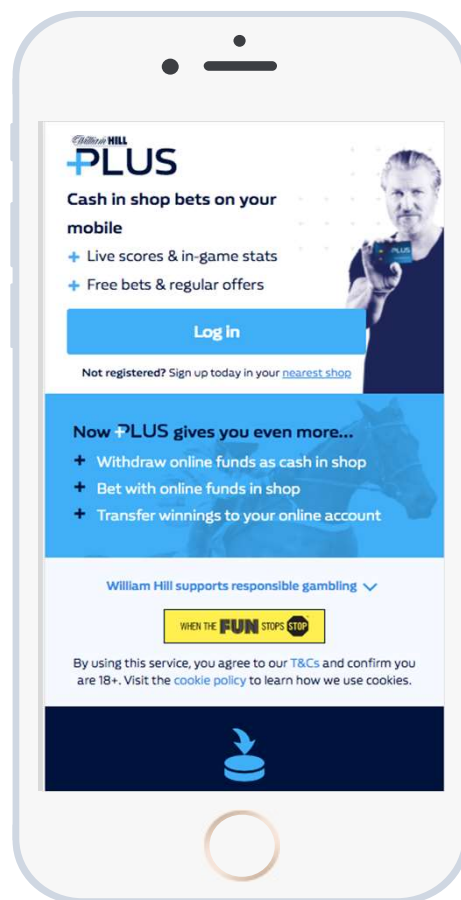 William HILL
PLUS
Cash in shop bets on your
mobile
+ Live scores & in-game stats
+ Free bets & regular offers
PLUS
Log in
Not registered? Sign up today in your nearest shop
Now PLUS gives you even more...
+ Withdraw online funds as cash in shop
+ Bet with online funds in shop
+ Transfer winnings to your online account
William Hill supports responsible gambling
WHEN THE FUN STOPS STOP
By using this service, you agree to our T&Cs and confirm you
are 18+. Visit the cookie policy to learn how we use cookies.